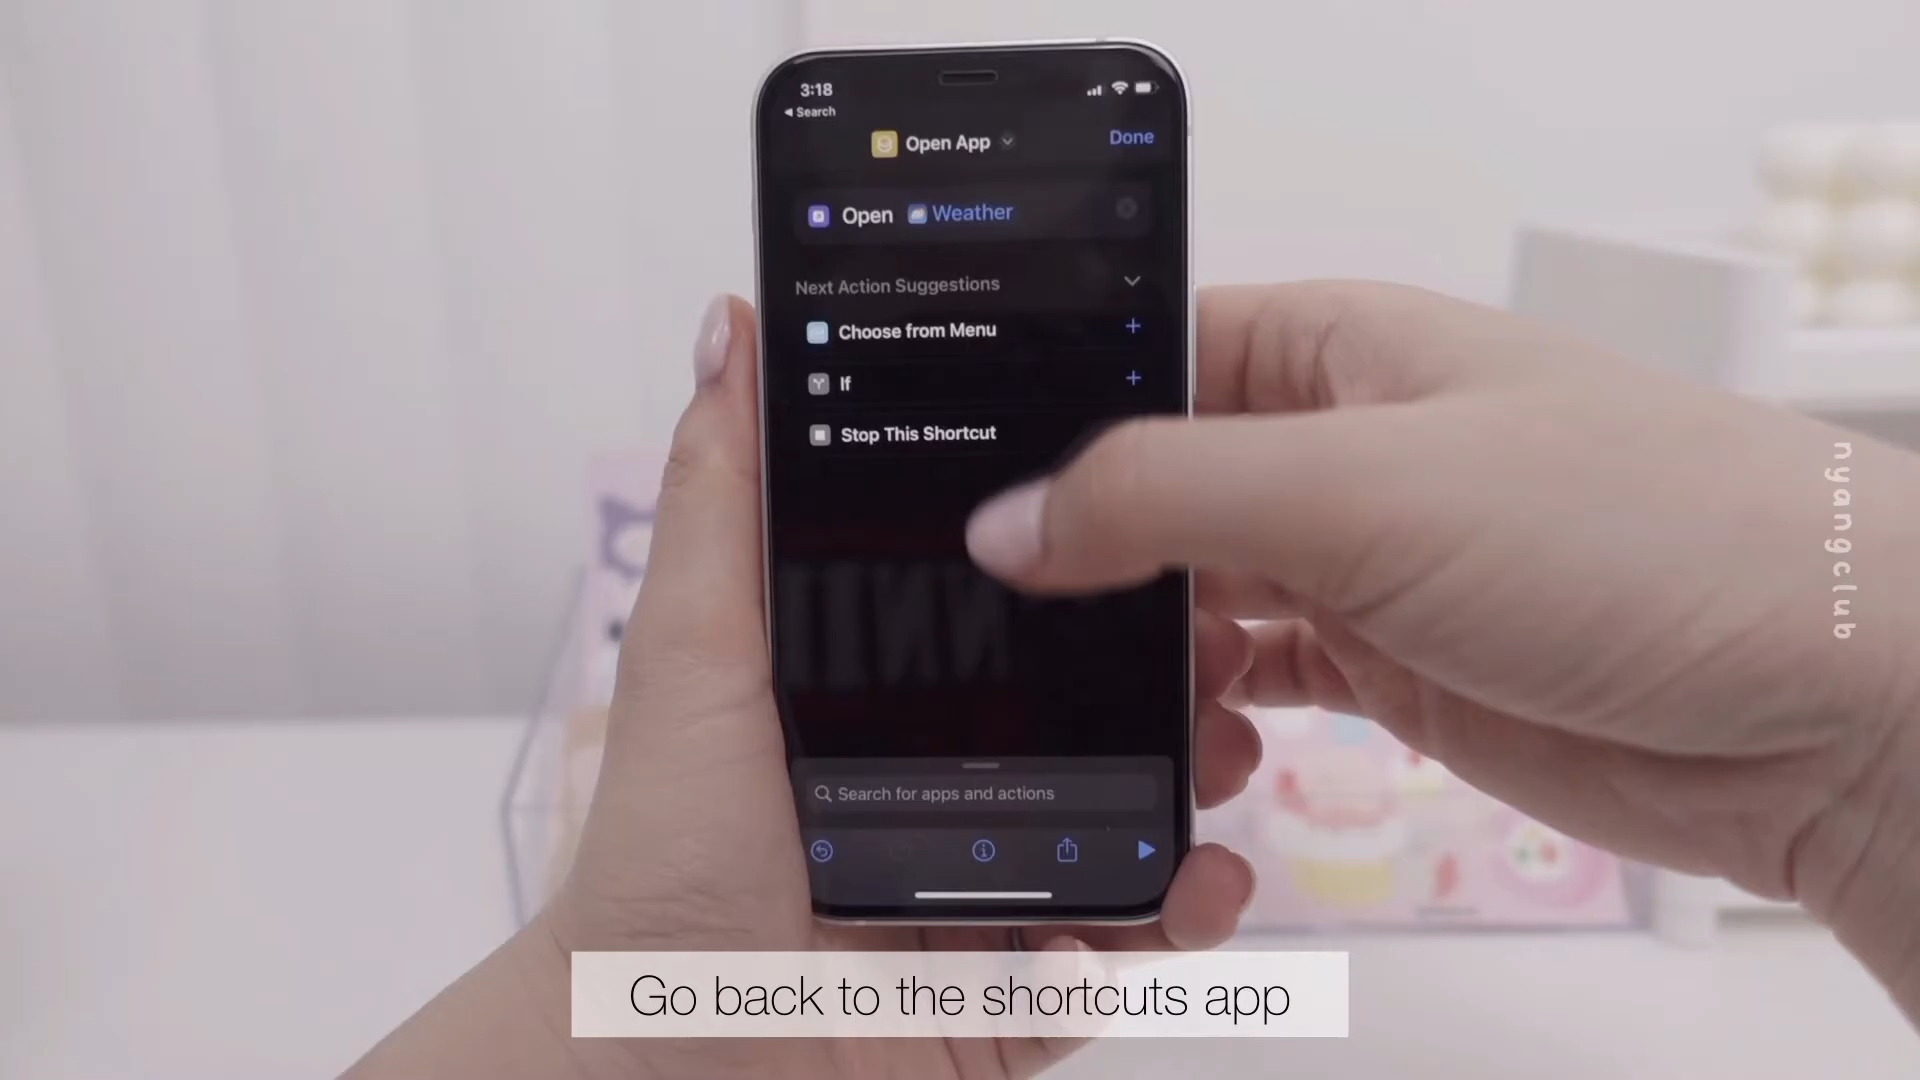 3:18
Search
Open App
Done
Open Weather
Next Action Suggestions
Choose from Menu
If
Stop This Shortcut
Search for apps and actions
nyangclub
Go back to the shortcuts app